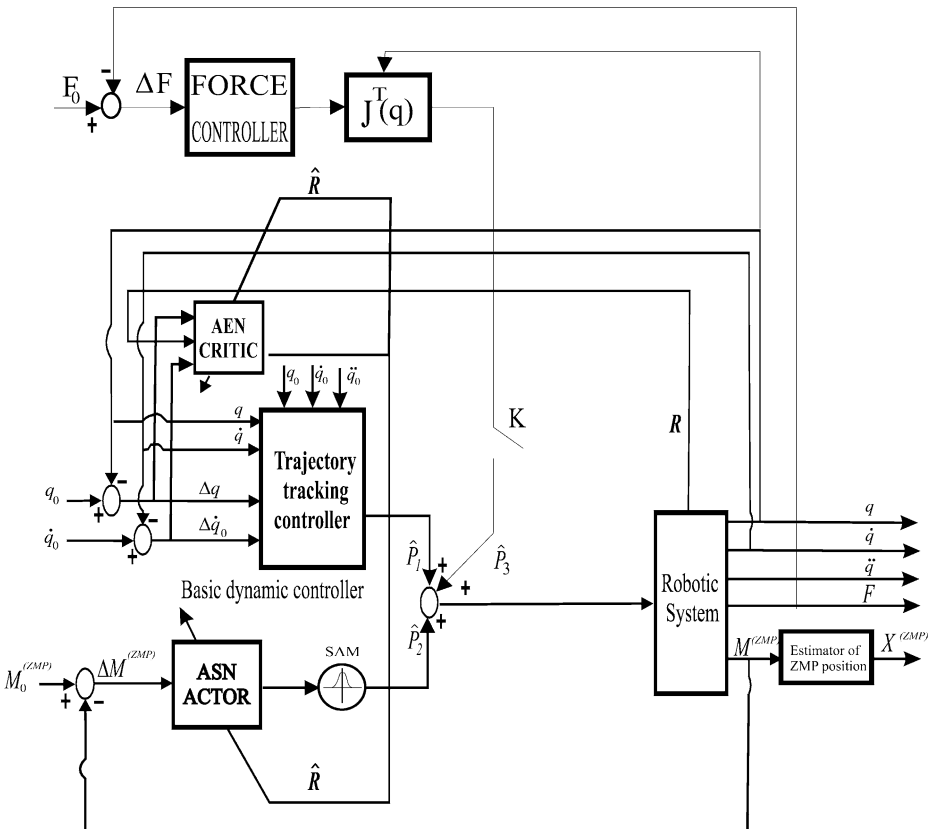 F₀
-
+
ΔF
FORCE
CONTROLLER
Jᵀ(q)
R̂
AEN
CRITIC
q₀ q̇₀ q̈₀
K
R
q
q̇
Trajectory
tracking
controller
q₀
+
-
Δq
q̇₀
+
-
Δq̇₀
P̂₁
+
+
+
P̂₃
P̂₂
Basic dynamic controller
Robotic
System
q
q̇
q̈
F
M⁽ᶻᴹᴾ⁾
Estimator of
ZMP position
X⁽ᶻᴹᴾ⁾
M₀⁽ᶻᴹᴾ⁾
+
-
ΔM⁽ᶻᴹᴾ⁾
ASN
ACTOR
SAM
R̂